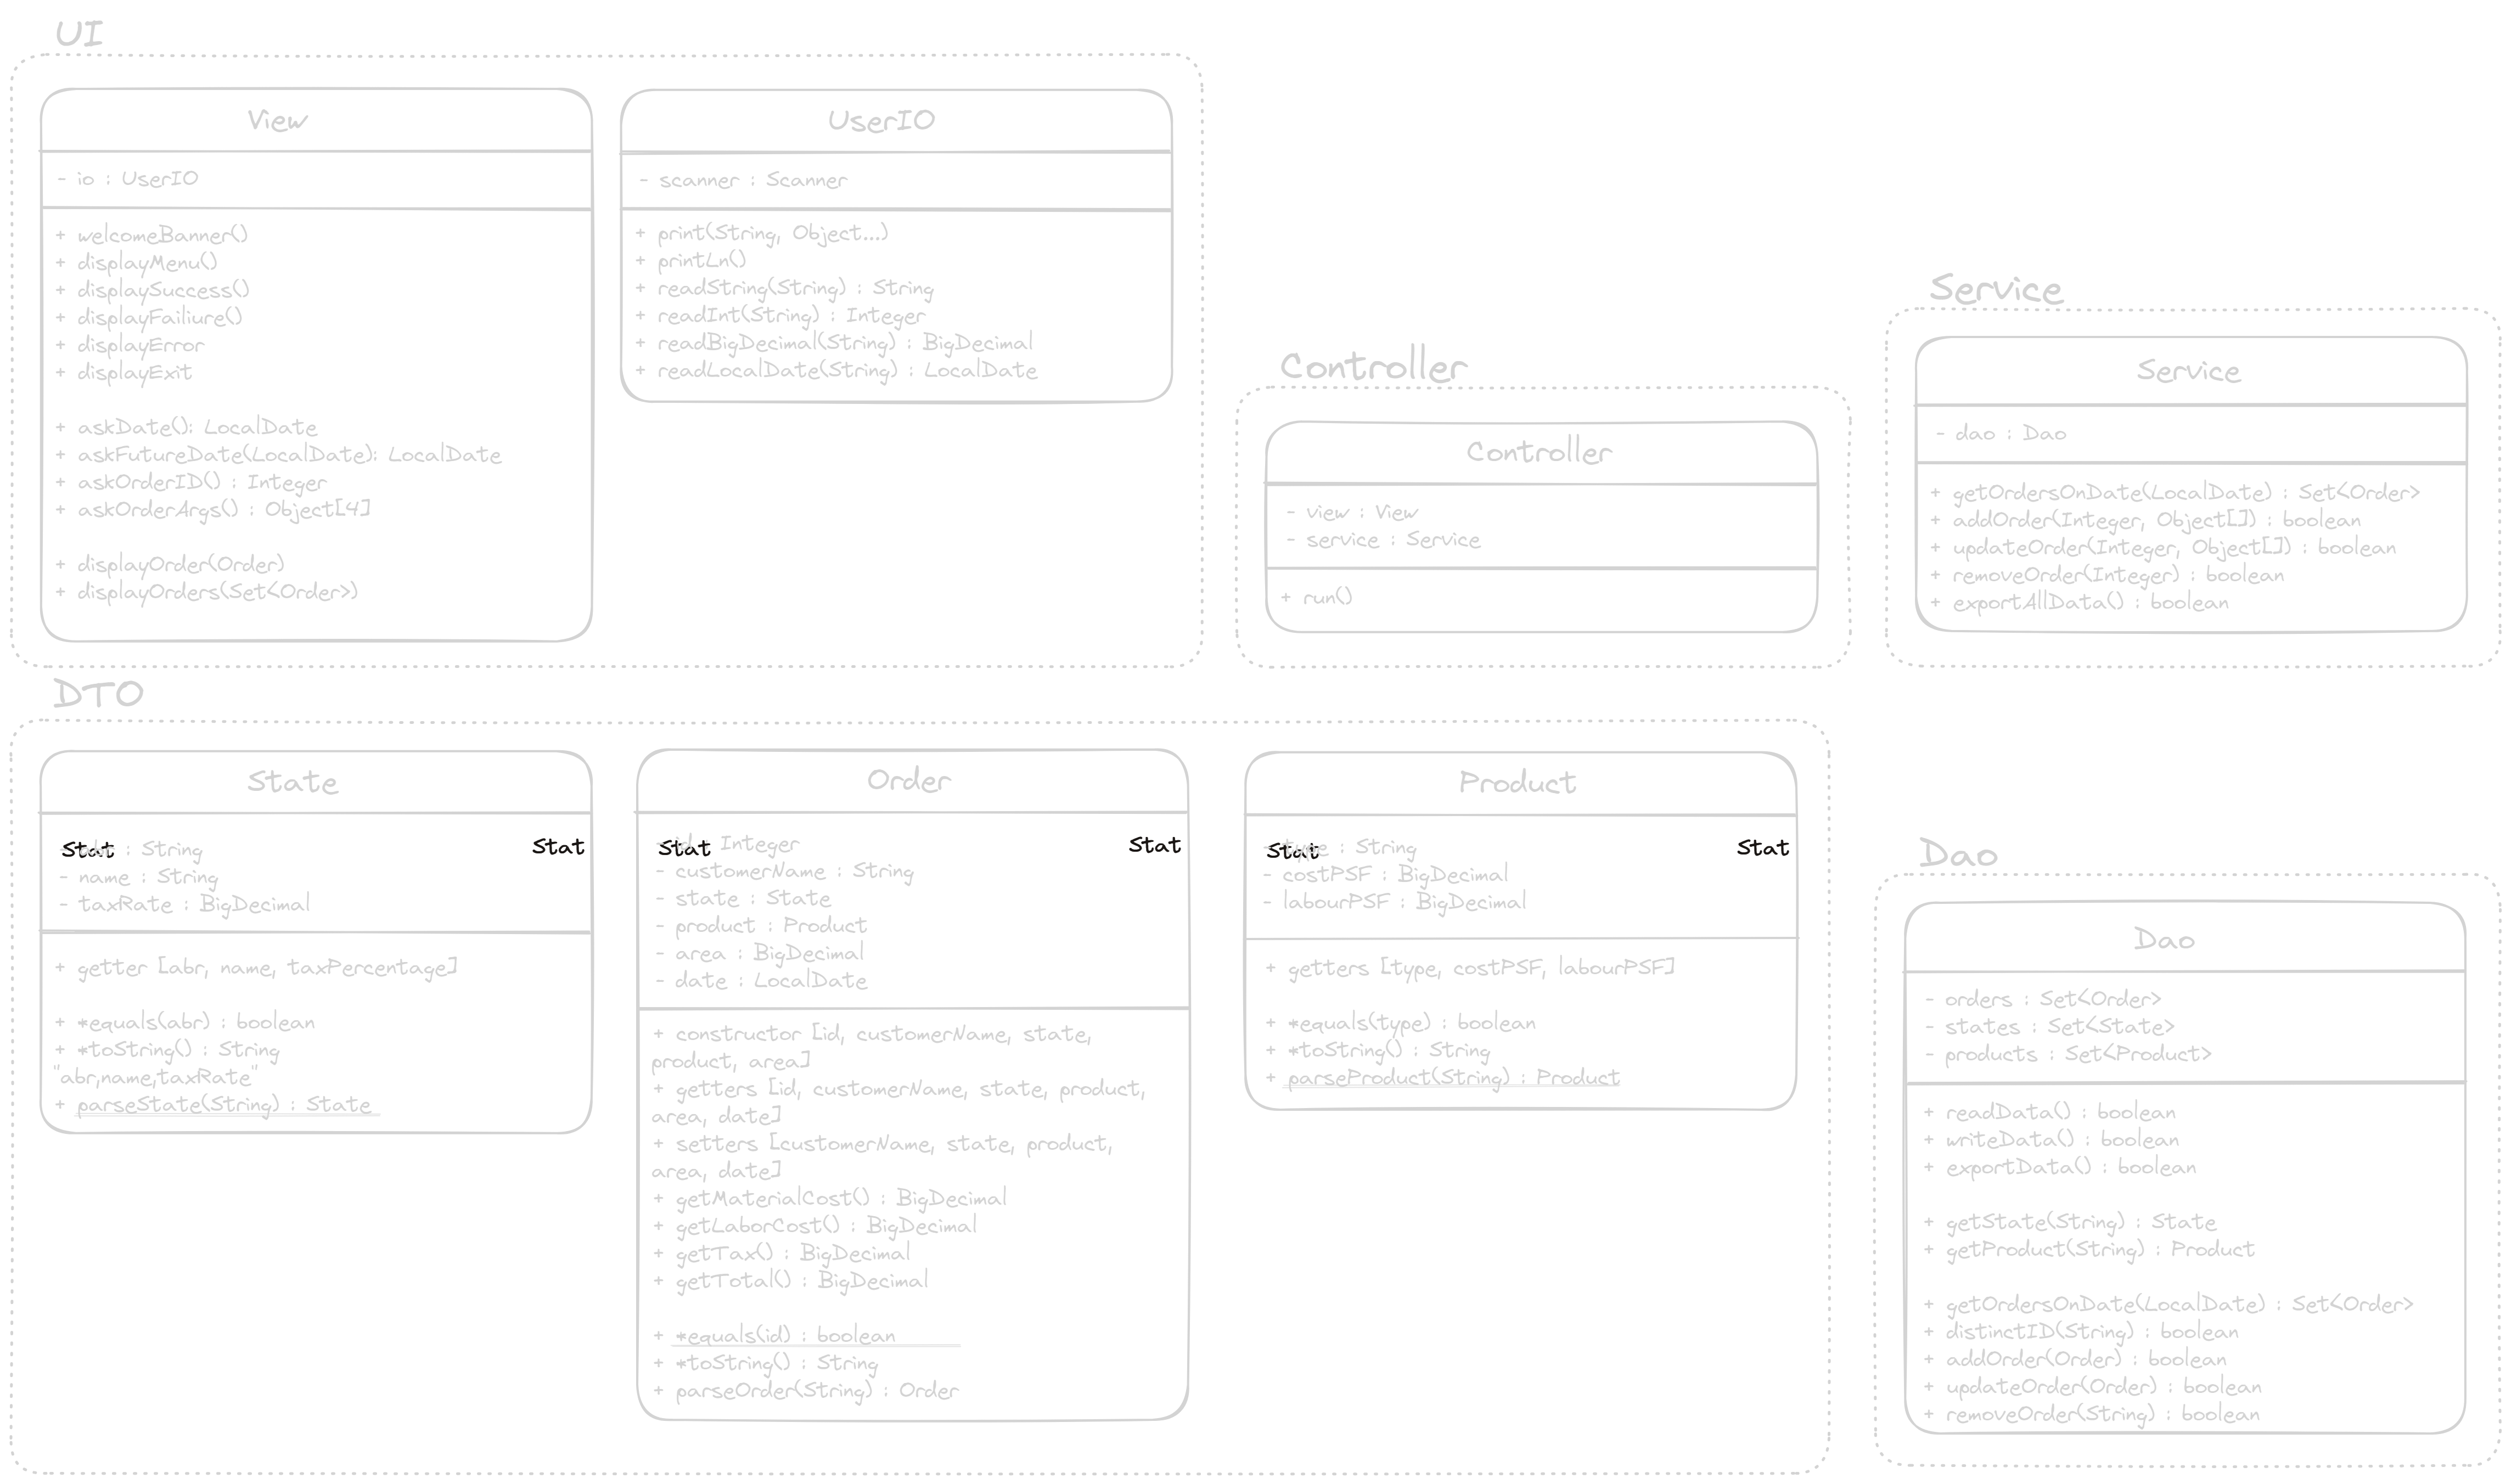 UI
View
- io : UserIO
+ welcomeBanner()
+ displayMenu()
+ displaySuccess()
+ displayFailiure()
+ displayError
+ displayExit
+ askDate(): LocalDate
+ askFutureDate(LocalDate): LocalDate
+ askOrderID() : Integer
+ askOrderArgs() : Object[4]
+ displayOrder(Order)
+ displayOrders(Set<Order>)
UserIO
- scanner : Scanner
+ print(String, Object...)
+ printLn()
+ readString(String) : String
+ readInt(String) : Integer
+ readBigDecimal(String) : BigDecimal
+ readLocalDate(String) : LocalDate
Controller
Controller
- view : View
- service : Service
+ run()
Service
Service
- dao : Dao
+ getOrdersOnDate(LocalDate) : Set<Order>
+ addOrder(Integer, Object[]) : boolean
+ updateOrder(Integer, Object[]) : boolean
+ removeOrder(Integer) : boolean
+ exportAllData() : boolean
DTO
State
Stat : String
Stat
- name : String
- taxRate : BigDecimal
+ getter [abr, name, taxPercentage]
+ *equals(abr) : boolean
+ *toString() : String
"abr,name,taxRate"
+ parseState(String) : State
Order
Stat Integer
Stat
- customerName : String
- state : State
- product : Product
- area : BigDecimal
- date : LocalDate
+ constructor [id, customerName, state,
product, area]
+ getters [id, customerName, state, product,
area, date]
+ setters [customerName, state, product,
area, date]
+ getMaterialCost() : BigDecimal
+ getLaborCost() : BigDecimal
+ getTax() : BigDecimal
+ getTotal() : BigDecimal
+ *equals(id) : boolean
+ *toString() : String
+ parseOrder(String) : Order
Product
Stat : String
Stat
- costPSF : BigDecimal
- labourPSF : BigDecimal
+ getters [type, costPSF, labourPSF]
+ *equals(type) : boolean
+ *toString() : String
+ parseProduct(String) : Product
Dao
Dao
- orders : Set<Order>
- states : Set<State>
- products : Set<Product>
+ readData() : boolean
+ writeData() : boolean
+ exportData() : boolean
+ getState(String) : State
+ getProduct(String) : Product
+ getOrdersOnDate(LocalDate) : Set<Order>
+ distinctID(String) : boolean
+ addOrder(Order) : boolean
+ updateOrder(Order) : boolean
+ removeOrder(String) : boolean